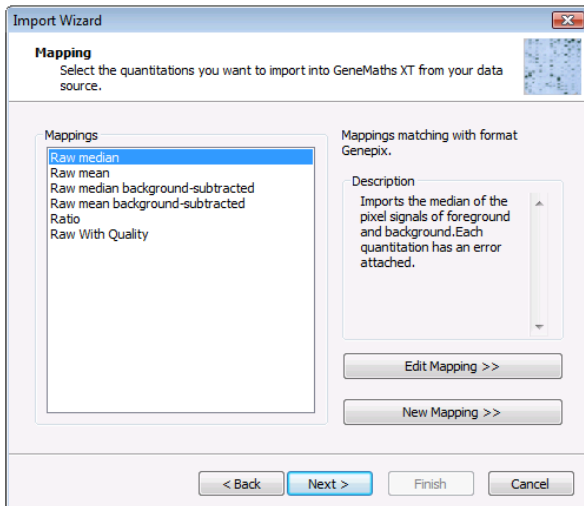 Import Wizard
Mapping
Select the quantitations you want to import into GeneMaths XT from your data
source.
Mappings
Raw median
Raw mean
Raw median background-subtracted
Raw mean background-subtracted
Ratio
Raw With Quality
Mappings matching with format
Genepix.
Description
Imports the median of the
pixel signals of foreground
and background.Each
quantitation has an error
attached.
Edit Mapping >>
New Mapping >>
< Back
Next >
Finish
Cancel